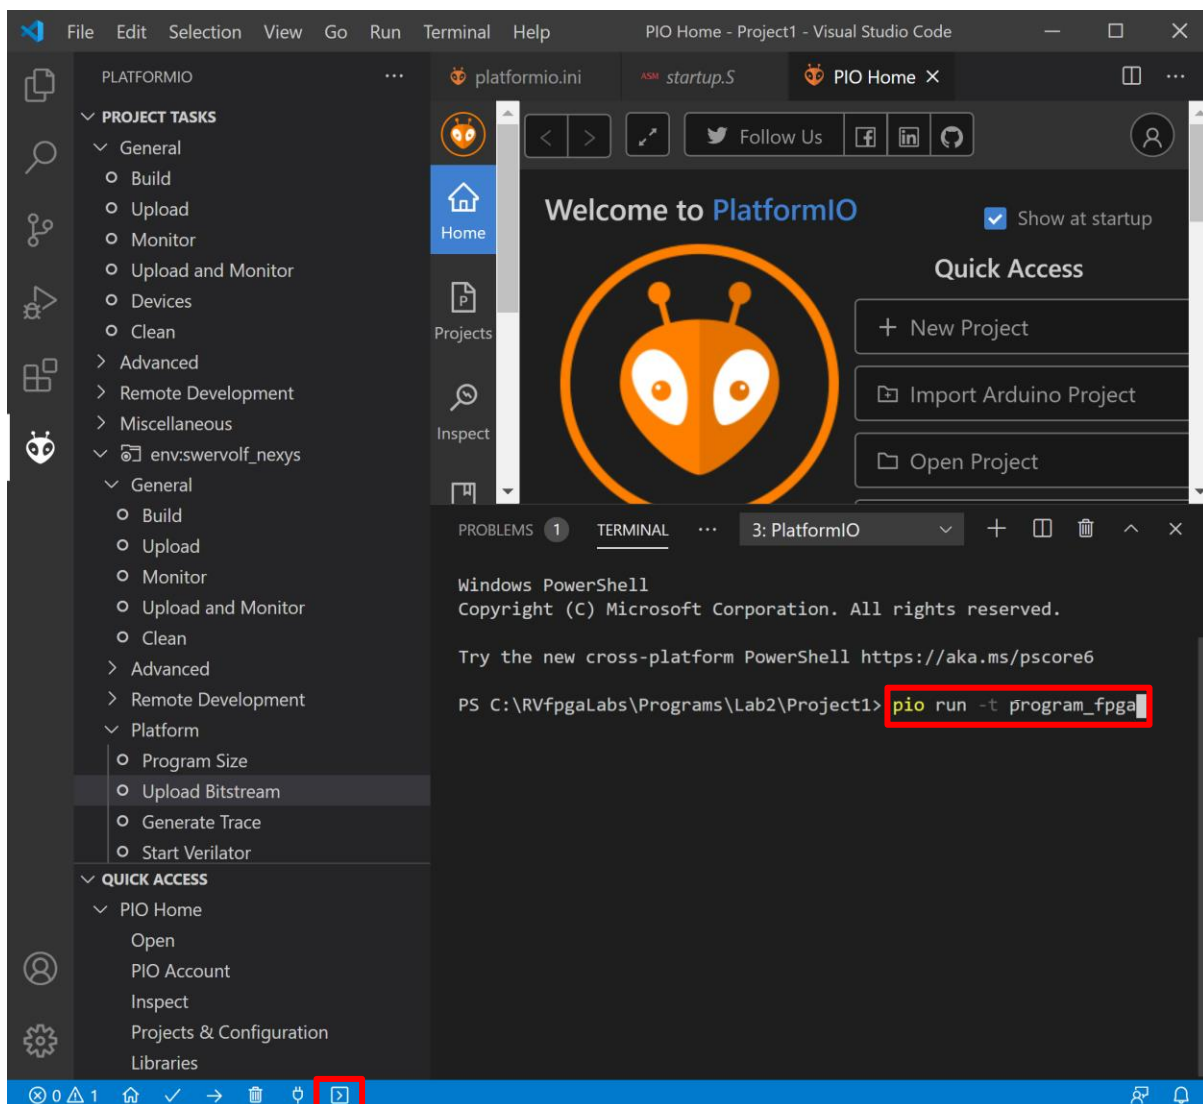 File Edit Selection View Go Run Terminal Help PIO Home - Project1 - Visual Studio Code
PLATFORMIO
platformio.ini
ASM startup.S
PIO Home
PROJECT TASKS
General
Build
Upload
Monitor
Upload and Monitor
Devices
Clean
Advanced
Remote Development
Miscellaneous
env:swervolf_nexys
General
Build
Upload
Monitor
Upload and Monitor
Clean
Advanced
Remote Development
Platform
Program Size
Upload Bitstream
Generate Trace
Start Verilator
QUICK ACCESS
PIO Home
Open
PIO Account
Inspect
Projects & Configuration
Libraries
Follow Us
Home
Projects
Inspect
Welcome to PlatformIO
Show at startup
Quick Access
New Project
Import Arduino Project
Open Project
PROBLEMS 1 TERMINAL ... 3: PlatformIO
Windows PowerShell
Copyright (C) Microsoft Corporation. All rights reserved.
Try the new cross-platform PowerShell https://aka.ms/pscore6
PS C:\RVfpgaLabs\Programs\Lab2\Project1> pio run -t program_fpga
0 1